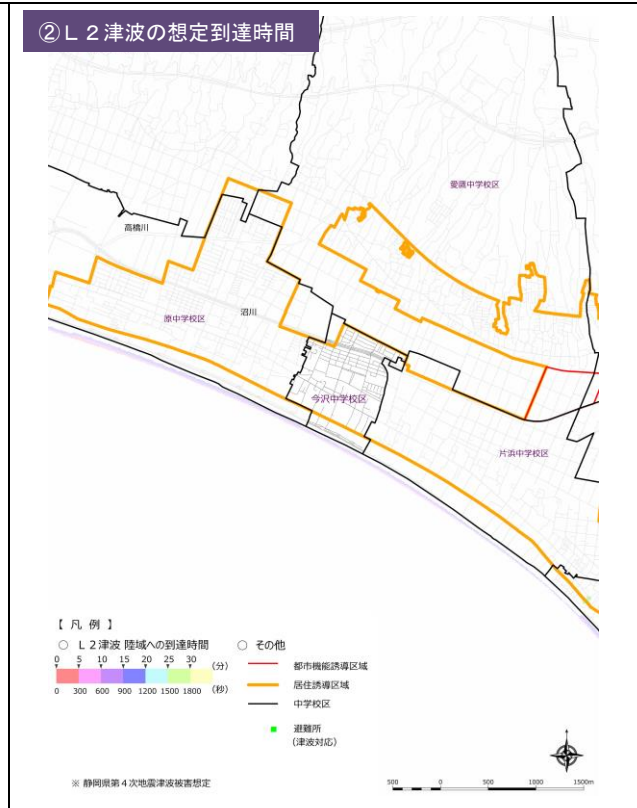 ②Ｌ２津波の想定到達時間
愛鷹中学校区
高橋川
沼川
原中学校区
今沢中学校区
片浜中学校区
【 凡 例 】
○ Ｌ２津波 陸域への到達時間
0 5 10 15 20 25 30 （分）
0 300 600 900 1200 1500 1800 （秒）
○ その他
都市機能誘導区域
居住誘導区域
中学校区
避難所
（津波対応）
※ 静岡県第４次地震津波被害想定
500 0 500 1000 1500m